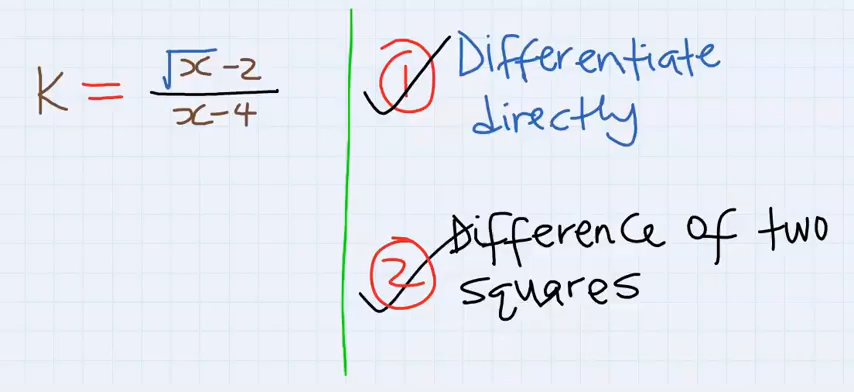 K = (√x - 2)/(x - 4)
① Differentiate
directly
② Difference of two
squares